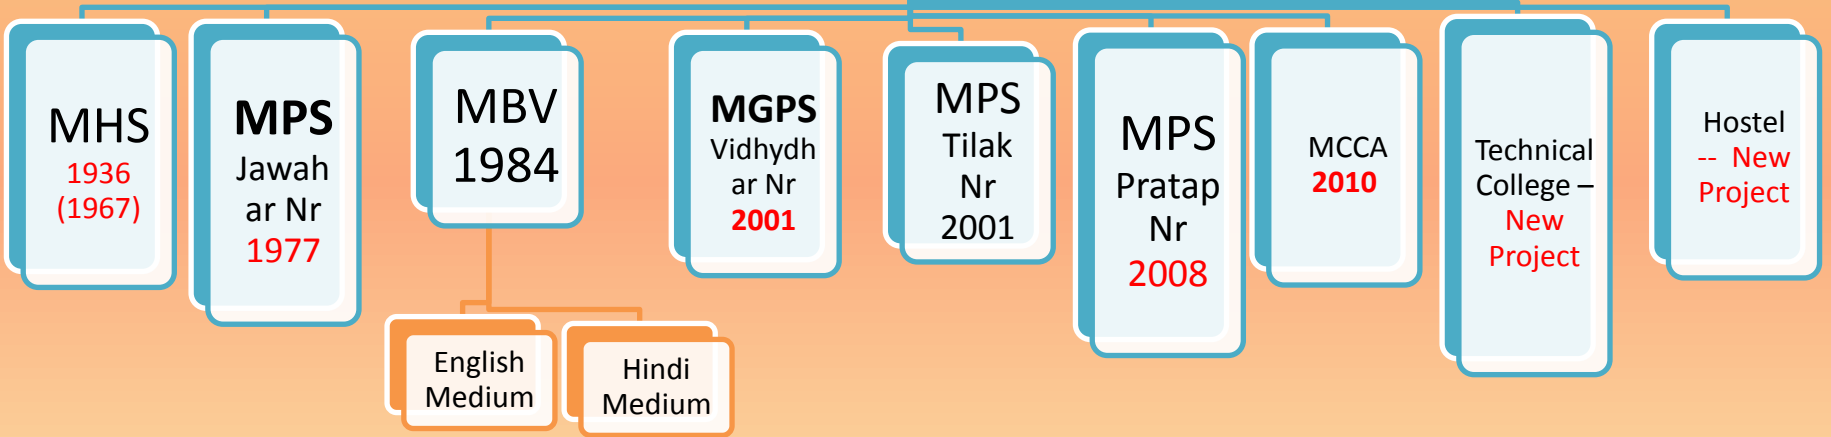 MHS
1936
(1967)
MPS
Jawah
ar Nr
1977
MBV
1984
MGPS
Vidhydh
ar Nr
2001
MPS
Tilak
Nr
2001
MPS
Pratap
Nr
2008
MCCA
2010
Technical
College –
New
Project
Hostel
-- New
Project
English
Medium
Hindi
Medium